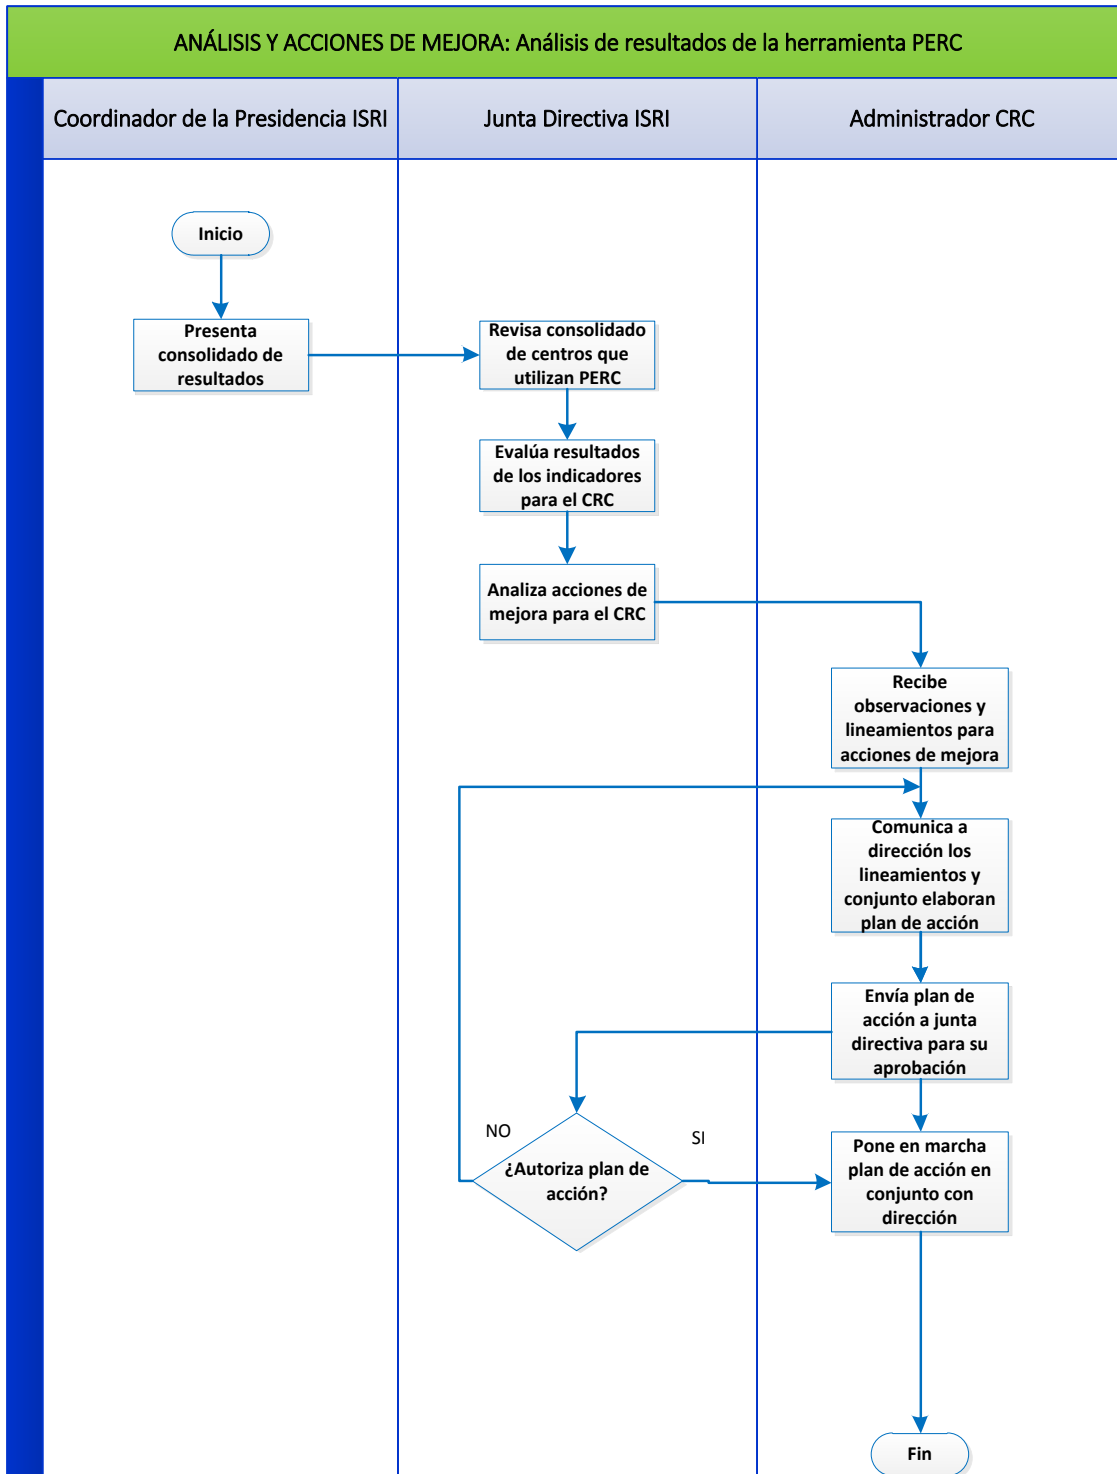 ANÁLISIS Y ACCIONES DE MEJORA: Análisis de resultados de la herramienta PERC
Coordinador de la Presidencia ISRI
Junta Directiva ISRI
Administrador CRC
Inicio
Presenta
consolidado de
resultados
Revisa consolidado
de centros que
utilizan PERC
Evalúa resultados
de los indicadores
para el CRC
Analiza acciones de
mejora para el CRC
Recibe
observaciones y
lineamientos para
acciones de mejora
Comunica a
dirección los
lineamientos y
conjunto elaboran
plan de acción
Envía plan de
acción a junta
directiva para su
aprobación
NO
SI
¿Autoriza plan de
acción?
Pone en marcha
plan de acción en
conjunto con
dirección
Fin